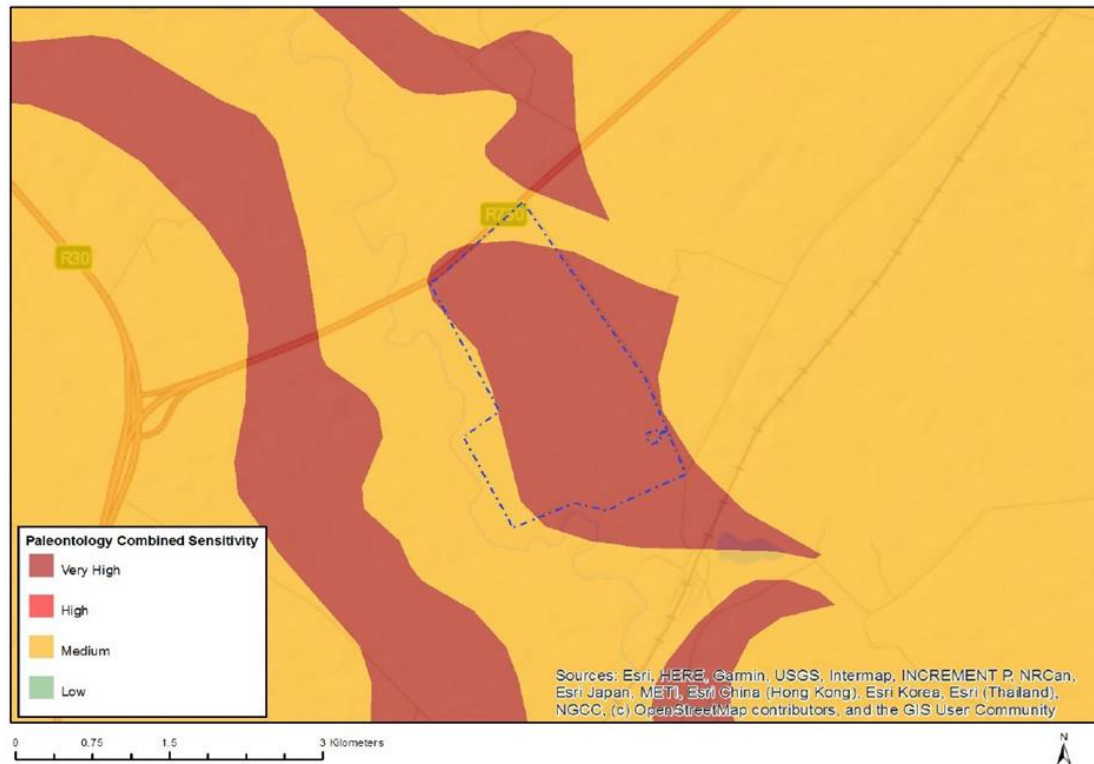 R30
Paleontology Combined Sensitivity
Very High
High
Medium
Low
Sources: Esri, HERE, Garmin, USGS, Intermap, INCREMENT P, NRCan,
Esri Japan, METI, Esri China (Hong Kong), Esri Korea, Esri (Thailand),
NGCC, (c) OpenStreetMap contributors, and the GIS User Community
0 0.75 1.5 3 Kilometers
N